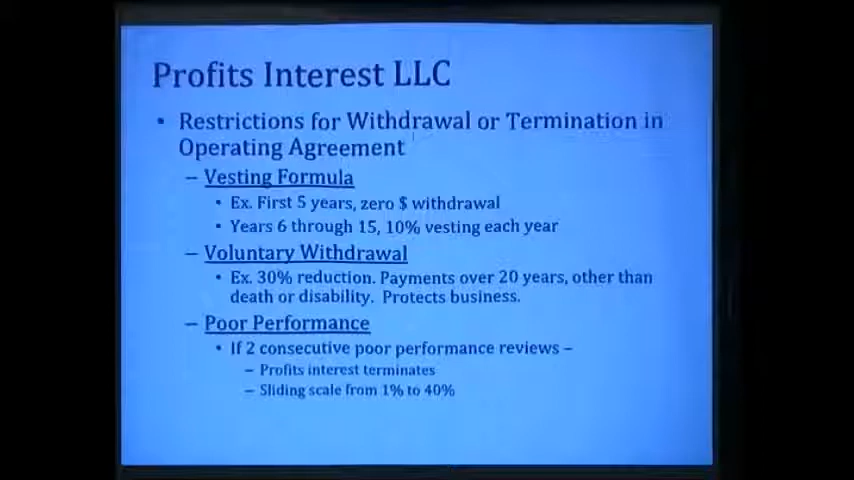 Profits Interest LLC
• Restrictions for Withdrawal or Termination in
Operating Agreement
– Vesting Formula
• Ex. First 5 years, zero $ withdrawal
• Years 6 through 15, 10% vesting each year
– Voluntary Withdrawal
• Ex. 30% reduction. Payments over 20 years, other than
death or disability.  Protects business.
– Poor Performance
• If 2 consecutive poor performance reviews –
– Profits interest terminates
– Sliding scale from 1% to 40%